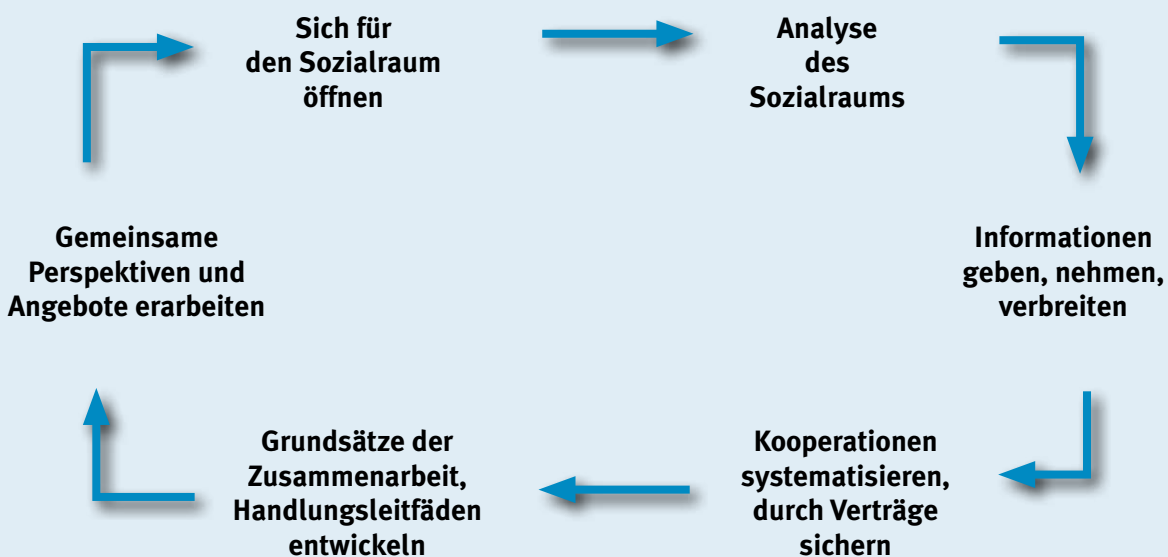 Sich für
den Sozialraum
öffnen
Analyse
des
Sozialraums
Informationen
geben, nehmen,
verbreiten
Kooperationen
systematisieren,
durch Verträge
sichern
Grundsätze der
Zusammenarbeit,
Handlungsleitfäden
entwickeln
Gemeinsame
Perspektiven und
Angebote erarbeiten